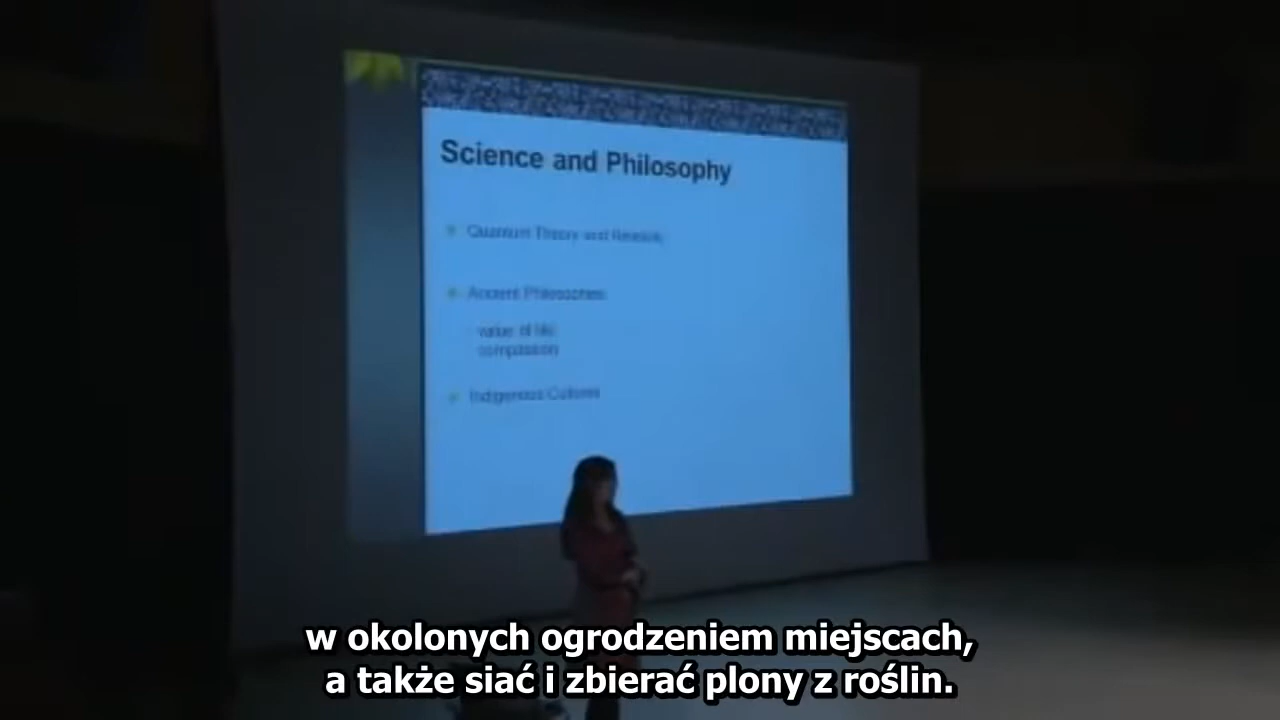 Science and Philosophy
Quantum Theory and Reality
Ancient Philosophies
value of life
compassion
Indigenous Cultures
w okolonych ogrodzeniem miejscach,
a także siać i zbierać plony z roślin.